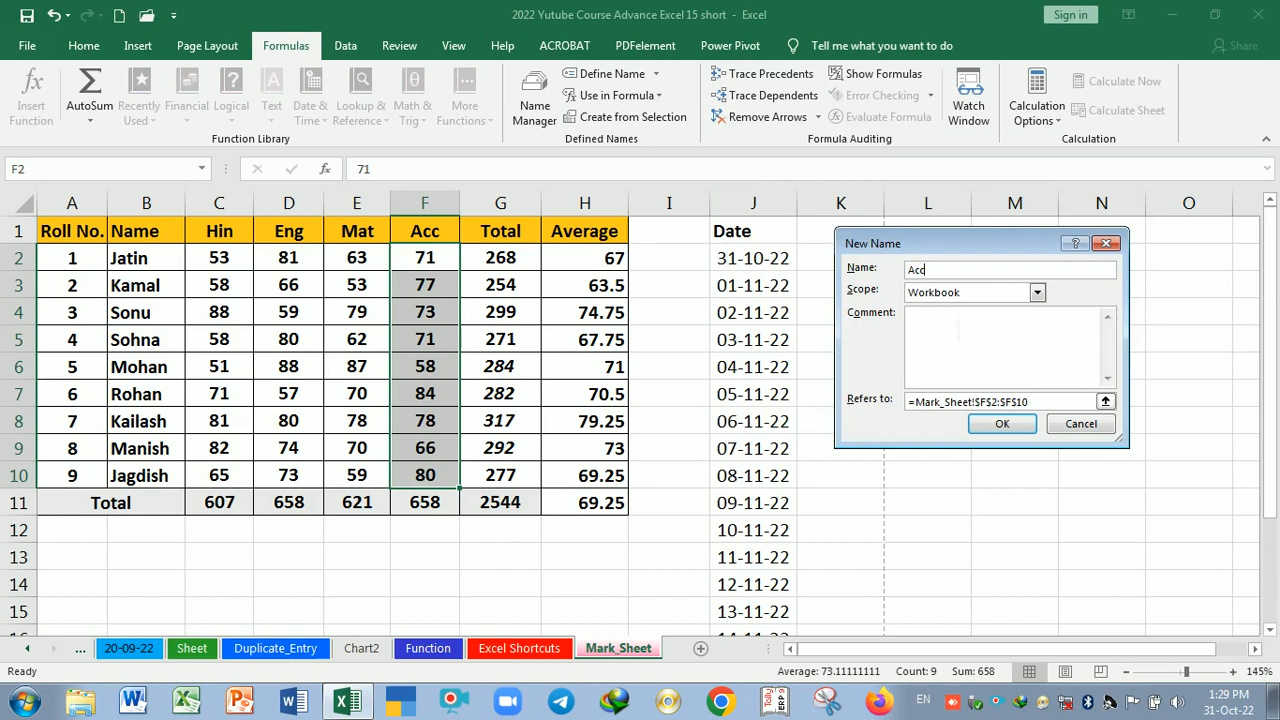 2022 Yutube Course Advance Excel 15 short - Excel
Sign in
File Home Insert Page Layout Formulas Data Review View Help ACROBAT PDFelement Power Pivot Tell me what you want to do Share
Insert Function
AutoSum
Recently Used
Financial
Logical
Text
Date & Time
Lookup & Reference
Math & Trig
More Functions
Function Library
Name Manager
Define Name
Use in Formula
Create from Selection
Defined Names
Trace Precedents
Trace Dependents
Remove Arrows
Show Formulas
Error Checking
Evaluate Formula
Formula Auditing
Watch Window
Calculation Options
Calculate Now
Calculate Sheet
Calculation
F2 fx 71
A B C D E F G H I J K L M N O
1 Roll No. Name Hin Eng Mat Acc Total Average Date
2 1 Jatin 53 81 63 71 268 67 31-10-22
3 2 Kamal 58 66 53 77 254 63.5 01-11-22
4 3 Sonu 88 59 79 73 299 74.75 02-11-22
5 4 Sohna 58 80 62 71 271 67.75 03-11-22
6 5 Mohan 51 88 87 58 284 71 04-11-22
7 6 Rohan 71 57 70 84 282 70.5 05-11-22
8 7 Kailash 81 80 78 78 317 79.25 06-11-22
9 8 Manish 82 74 70 66 292 73 07-11-22
10 9 Jagdish 65 73 59 80 277 69.25 08-11-22
11 Total 607 658 621 658 2544 69.25 09-11-22
12 10-11-22
13 11-11-22
14 12-11-22
15 13-11-22
New Name
Name: Acc
Scope: Workbook
Comment:
Refers to: =Mark_Sheet!$F$2:$F$10
OK Cancel
... 20-09-22 Sheet Duplicate_Entry Chart2 Function Excel Shortcuts Mark_Sheet
Ready Average: 73.11111111 Count: 9 Sum: 658 145%
EN 1:29 PM
31-Oct-22